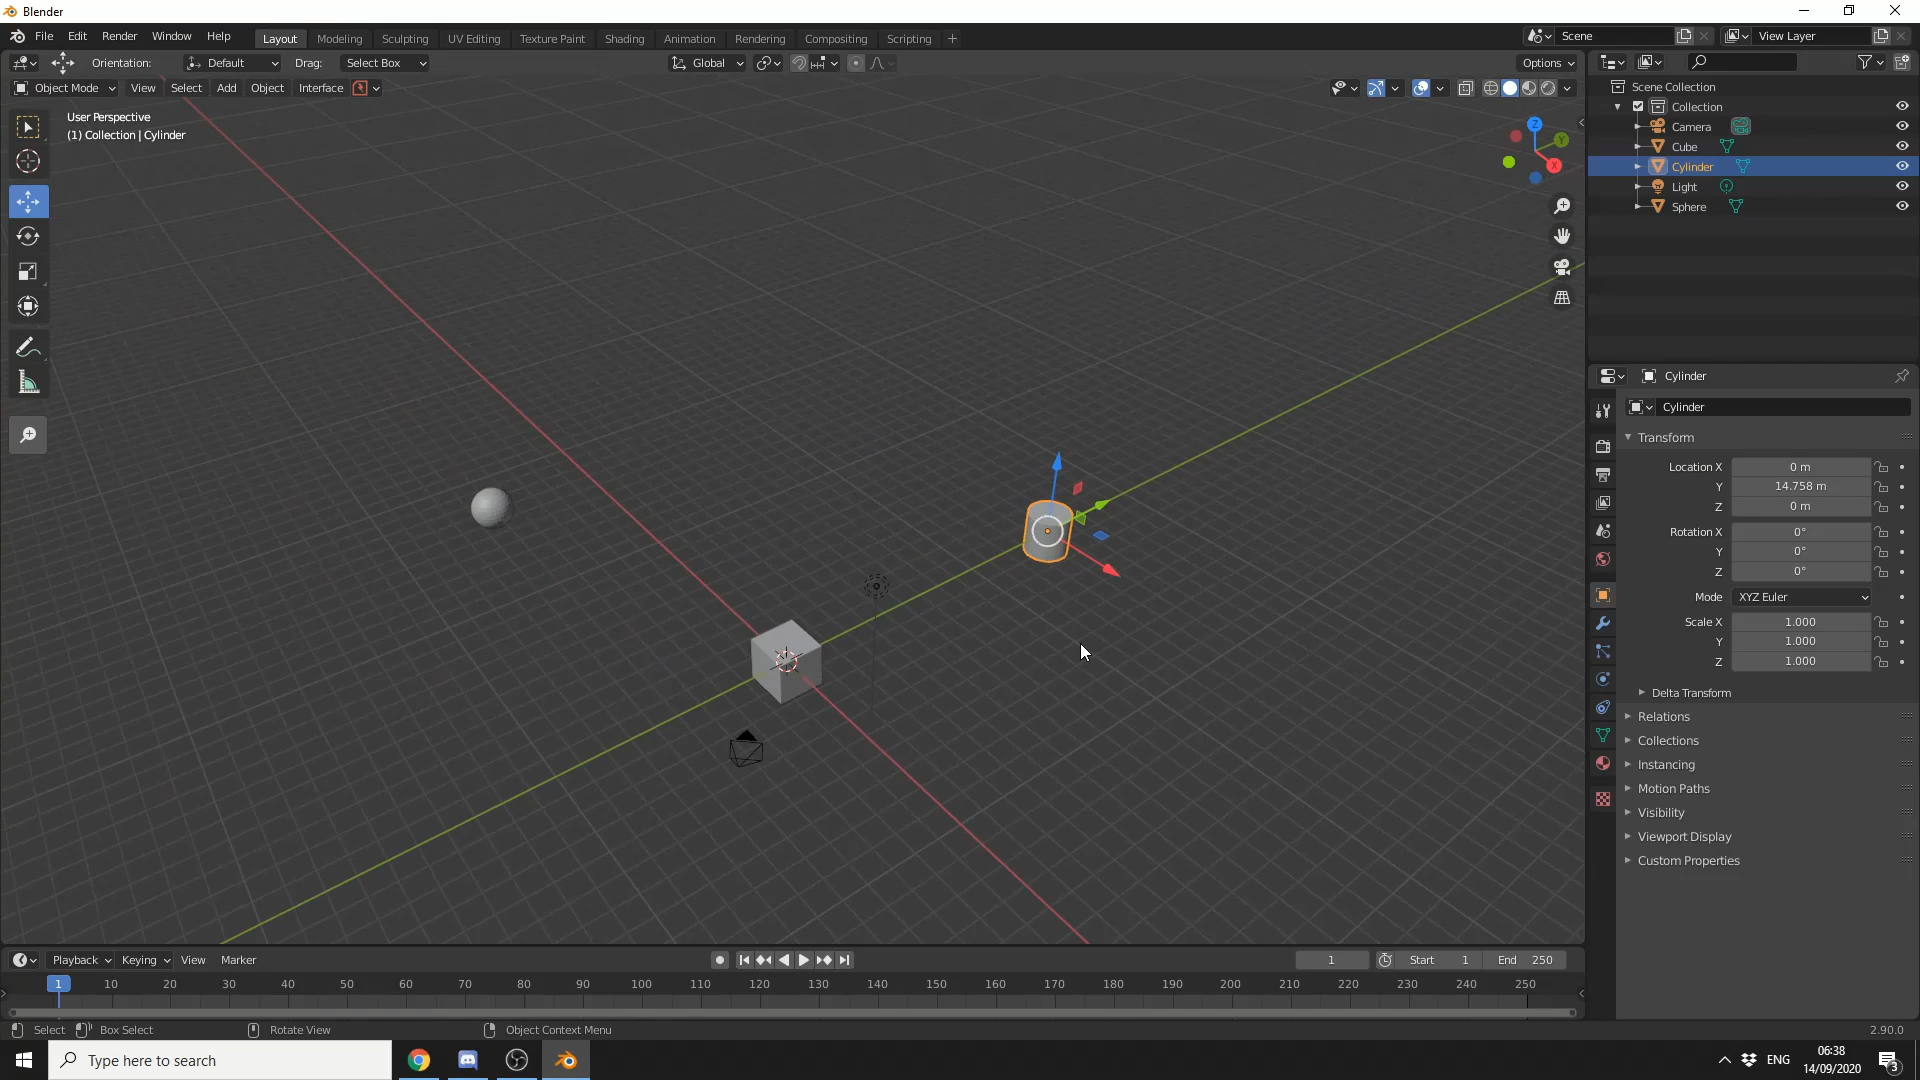 Blender
File Edit Render Window Help Layout Modeling Sculpting UV Editing Texture Paint Shading Animation Rendering Compositing Scripting + Scene View Layer
Orientation: Default Drag: Select Box Global Options
Object Mode View Select Add Object Interface
User Perspective
(1) Collection | Cylinder
Z
Y
X
Scene Collection
Collection
Camera
Cube
Cylinder
Light
Sphere
Cylinder
Cylinder
Transform
Location X 0 m
Y 14.758 m
Z 0 m
Rotation X 0°
Y 0°
Z 0°
Mode XYZ Euler
Scale X 1.000
Y 1.000
Z 1.000
Delta Transform
Relations
Collections
Instancing
Motion Paths
Visibility
Viewport Display
Custom Properties
Playback Keying View Marker 1 Start 1 End 250
1 10 20 30 40 50 60 70 80 90 100 110 120 130 140 150 160 170 180 190 200 210 220 230 240 250
Select Box Select Rotate View Object Context Menu 2.90.0
Type here to search
ENG
06:38
14/09/2020
3